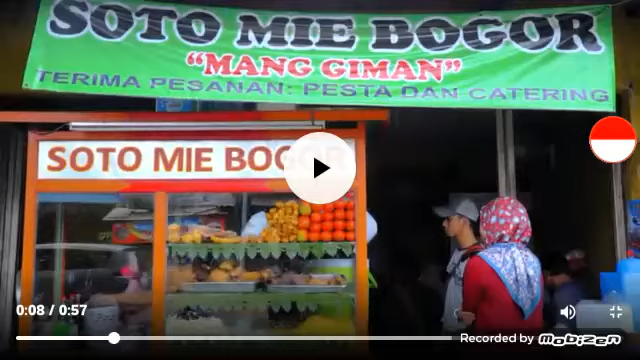 SOTO MIE BOGOR
"MANG GIMAN"
TERIMA PESANAN: PESTA DAN CATERING
SOTO MIE BOGOR
0:08 / 0:57
Recorded by mobizen